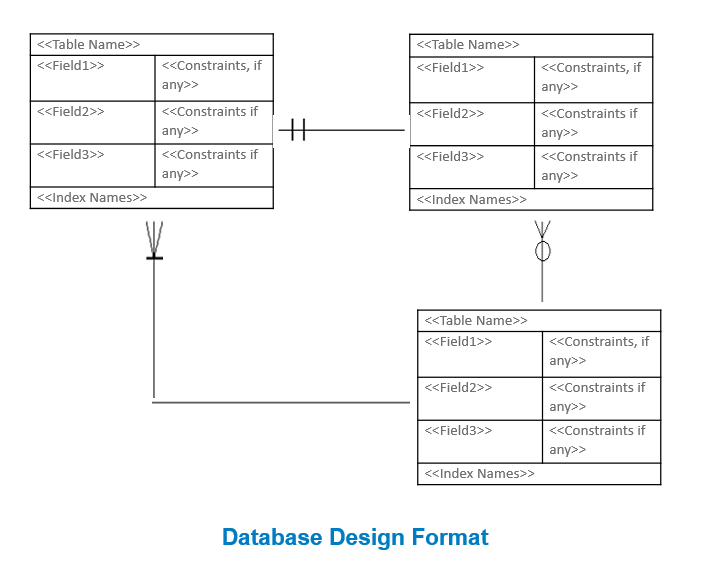 <<Table Name>>
<<Field1>> <<Constraints, if
any>>
<<Field2>> <<Constraints if
any>>
<<Field3>> <<Constraints if
any>>
<<Index Names>>
<<Table Name>>
<<Field1>> <<Constraints, if
any>>
<<Field2>> <<Constraints if
any>>
<<Field3>> <<Constraints if
any>>
<<Index Names>>
<<Table Name>>
<<Field1>> <<Constraints, if
any>>
<<Field2>> <<Constraints if
any>>
<<Field3>> <<Constraints if
any>>
<<Index Names>>
Database Design Format